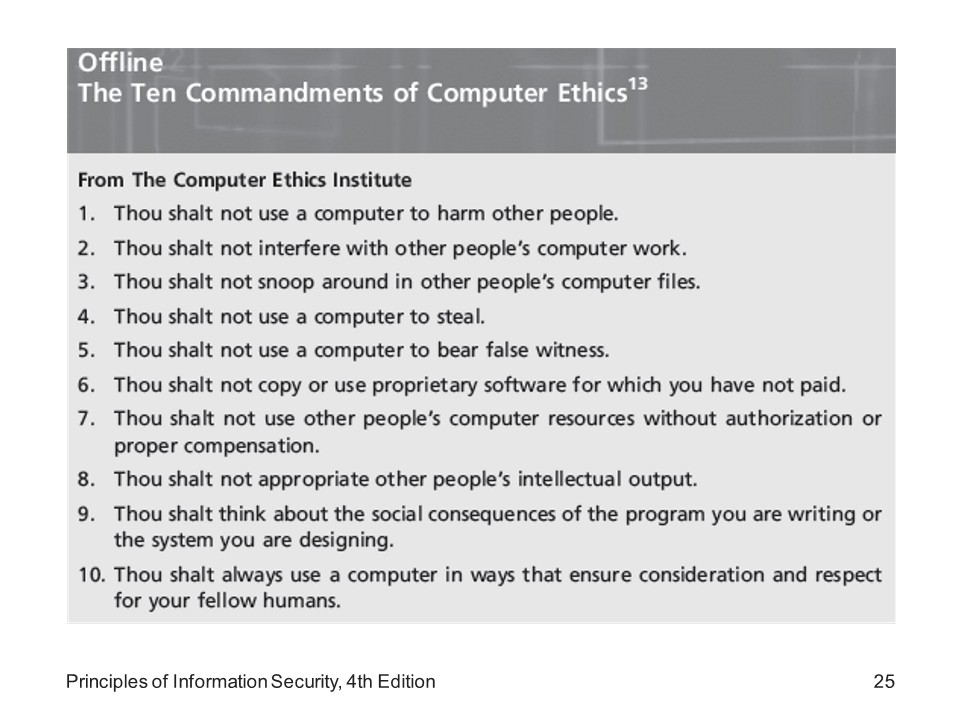 Offline
The Ten Commandments of Computer Ethics13
From The Computer Ethics Institute
1. Thou shalt not use a computer to harm other people.
2. Thou shalt not interfere with other people's computer work.
3. Thou shalt not snoop around in other people's computer files.
4. Thou shalt not use a computer to steal.
5. Thou shalt not use a computer to bear false witness.
6. Thou shalt not copy or use proprietary software for which you have not paid.
7. Thou shalt not use other people's computer resources without authorization or
proper compensation.
8. Thou shalt not appropriate other people's intellectual output.
9. Thou shalt think about the social consequences of the program you are writing or
the system you are designing.
10. Thou shalt always use a computer in ways that ensure consideration and respect
for your fellow humans.
Principles of Information Security, 4th Edition 25